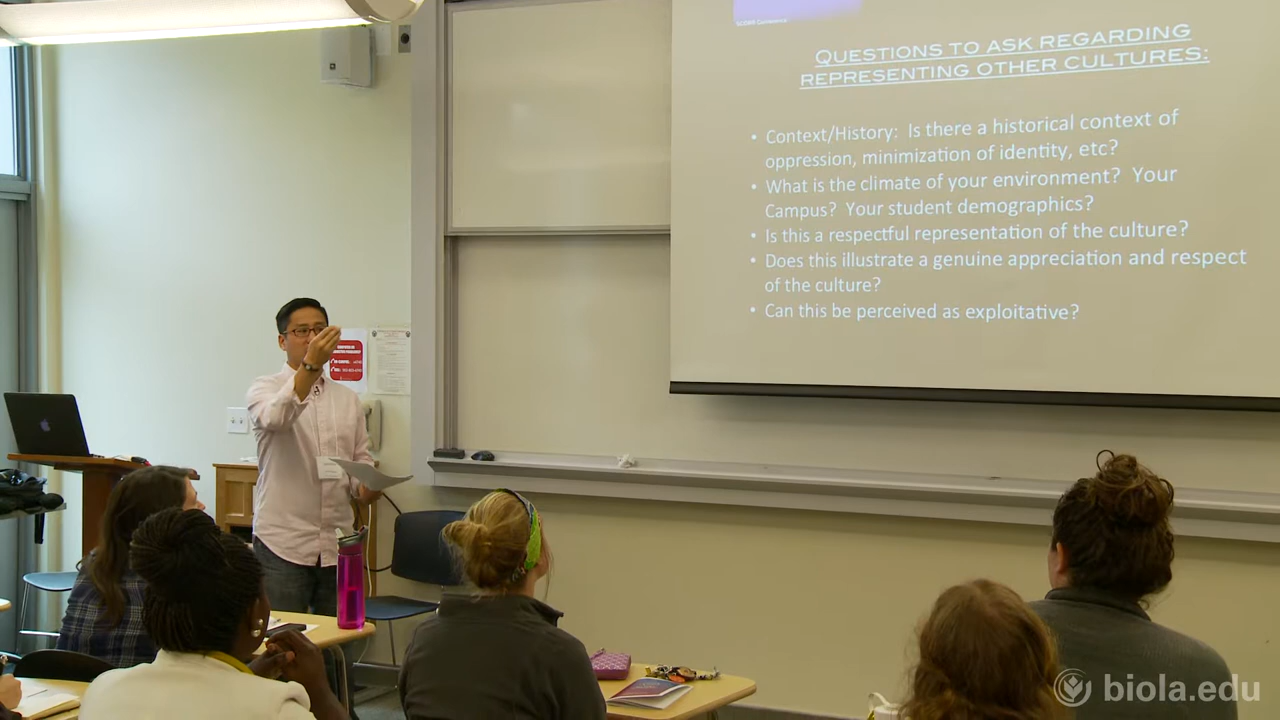 SCORR Conference
QUESTIONS TO ASK REGARDING
REPRESENTING OTHER CULTURES:
• Context/History: Is there a historical context of
oppression, minimization of identity, etc?
• What is the climate of your environment? Your
Campus? Your student demographics?
• Is this a respectful representation of the culture?
• Does this illustrate a genuine appreciation and respect
of the culture?
• Can this be perceived as exploitative?
biola.edu